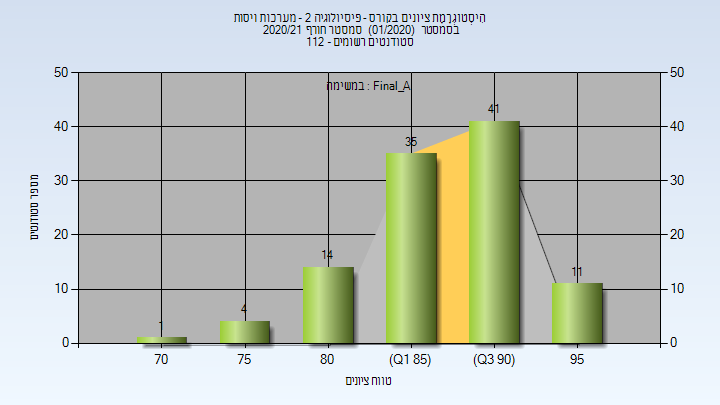 היסטוגרמת ציונים בקורס - פיסיולוגיה 2 - מערכות ויסות
בסמסטר (01/2020) סמסטר חורף 2020/21
סטודנטים רשומים - 112
במשימה : Final_A
50
40
30
20
10
0
מספר סטודנטים
50
40
30
20
10
0
1
4
14
35
41
11
70
75
80
(Q1 85)
(Q3 90)
95
טווח ציונים